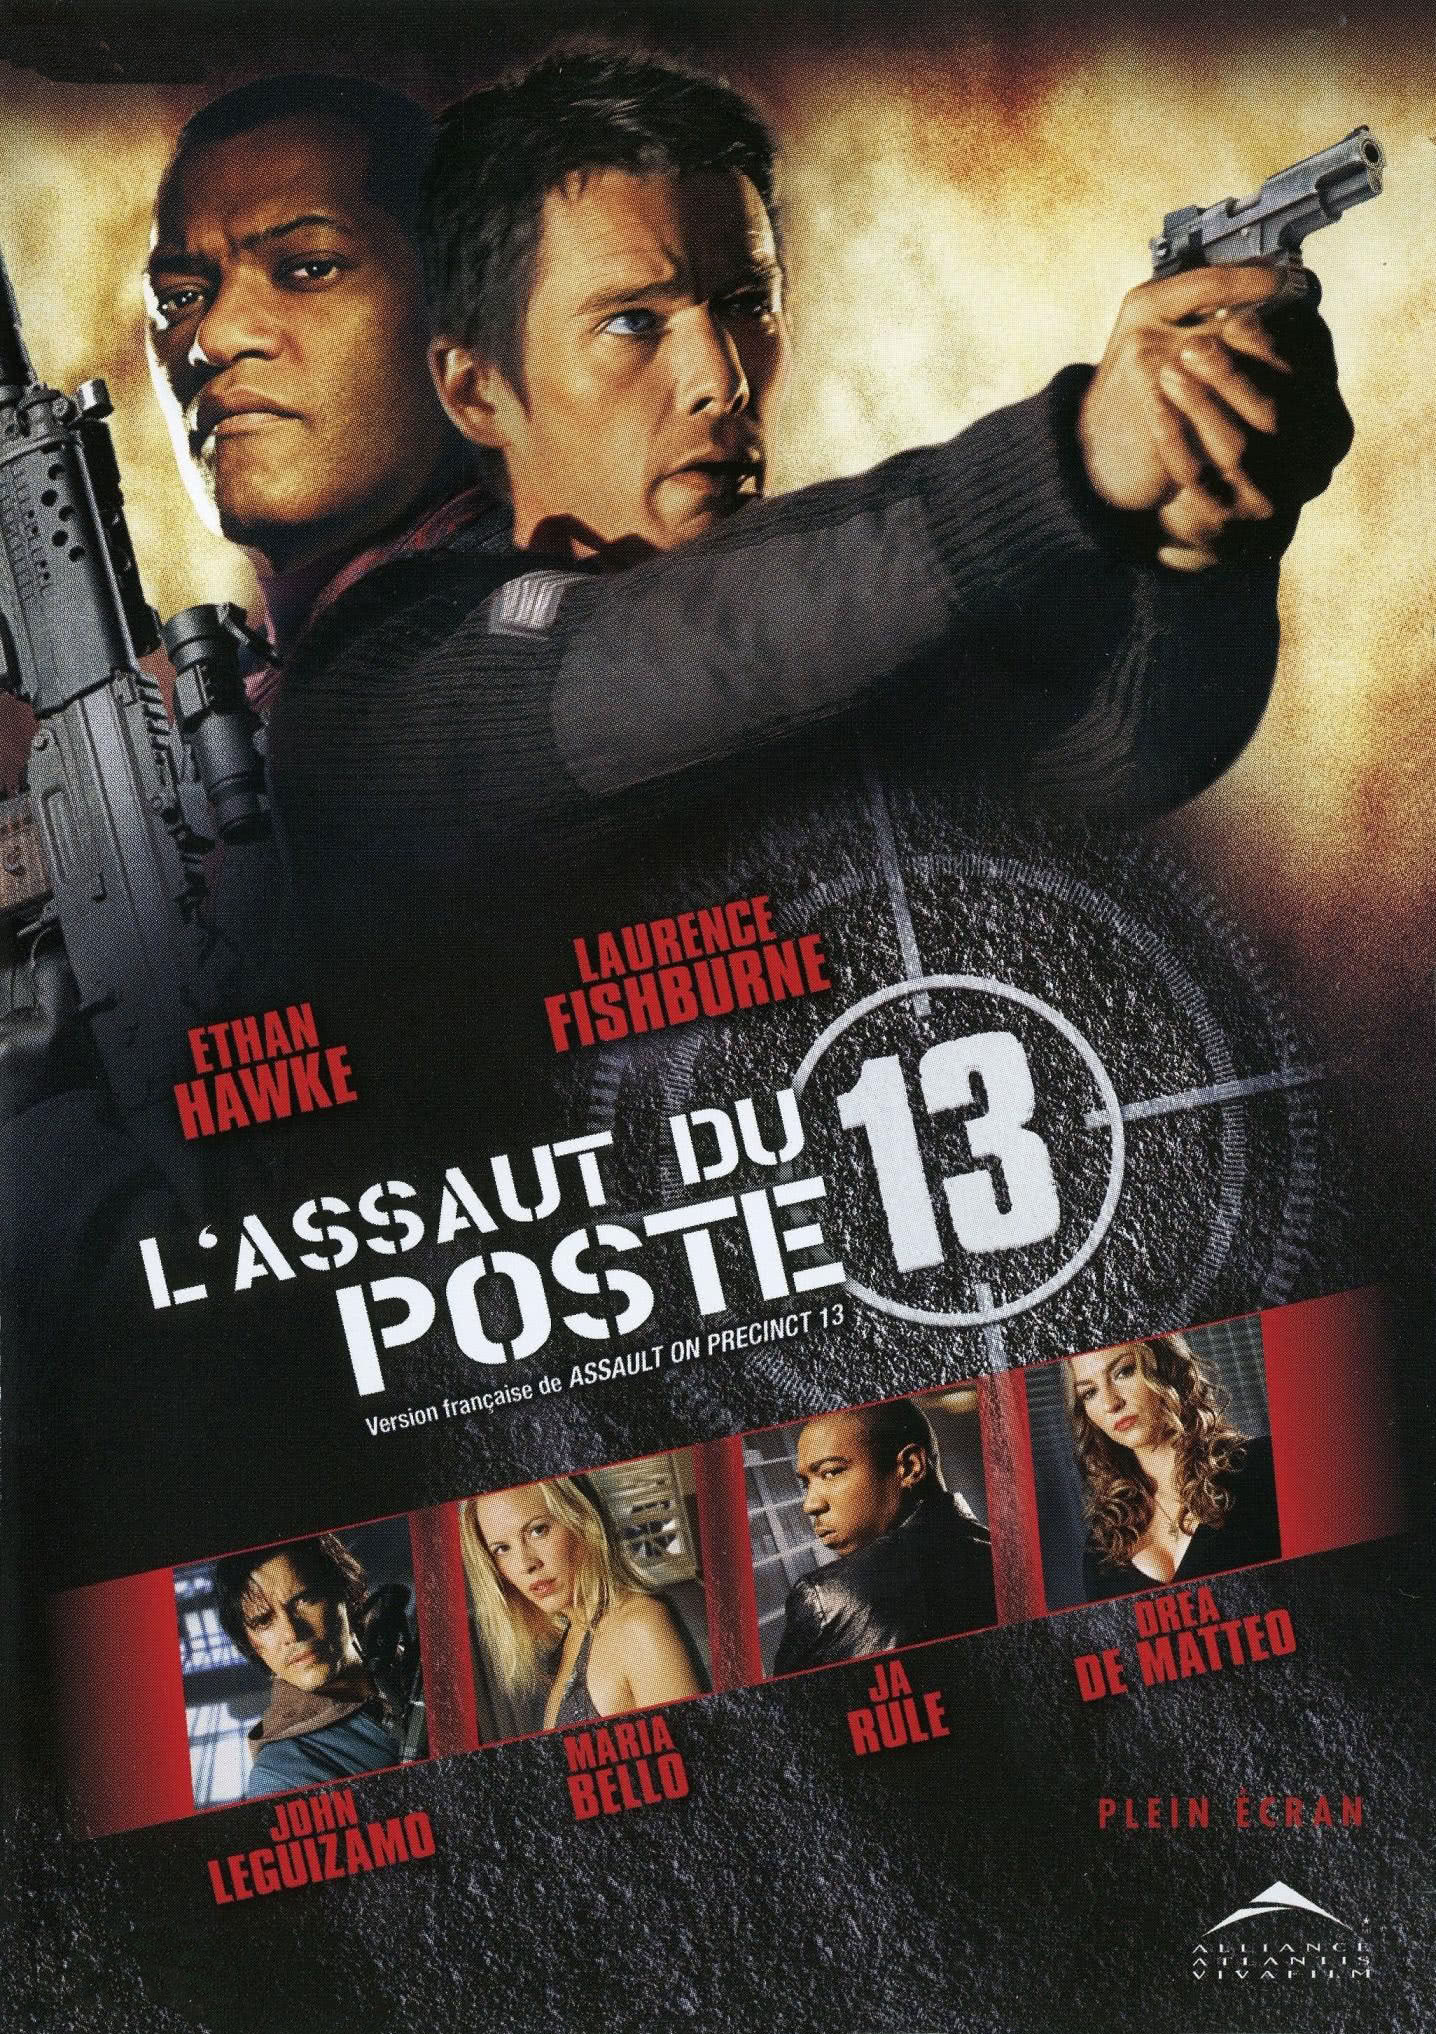 ETHAN
HAWKE
LAURENCE
FISHBURNE
L'ASSAUT DU
POSTE 13
Version française de ASSAULT ON PRECINCT 13
JOHN
LEGUIZAMO
MARIA
BELLO
JA
RULE
DREA
DE MATTEO
PLEIN ÉCRAN
ALLIANCE
ATLANTIS
VIVAFILM